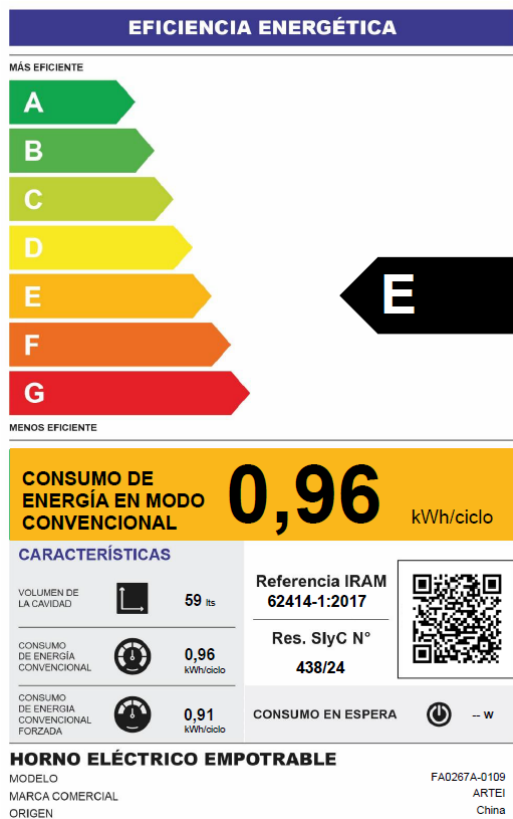 EFICIENCIA ENERGÉTICA
MÁS EFICIENTE
A
B
C
D
E
E
F
G
MENOS EFICIENTE
CONSUMO DE
ENERGÍA EN MODO
CONVENCIONAL
0,96
kWh/ciclo
CARACTERÍSTICAS
VOLUMEN DE
LA CAVIDAD
59 lts
CONSUMO
DE ENERGÍA
CONVENCIONAL
0,96
kWh/ciclo
CONSUMO
DE ENERGIA
CONVENCIONAL
FORZADA
0,91
kWh/ciclo
Referencia IRAM
62414-1:2017
Res. SIyC N°
438/24
CONSUMO EN ESPERA
-- W
HORNO ELÉCTRICO EMPOTRABLE
MODELO FA0267A-0109
MARCA COMERCIAL ARTEI
ORIGEN China